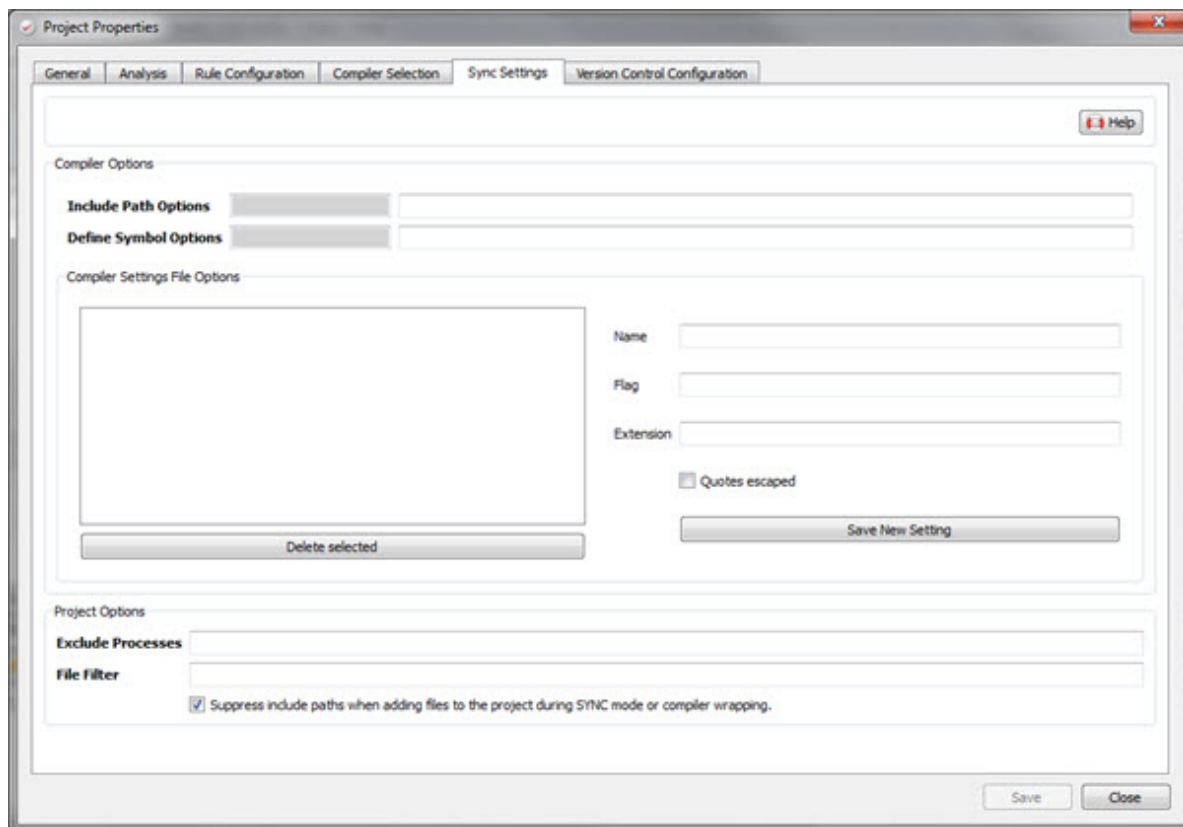 Project Properties
General Analysis Rule Configuration Compiler Selection Sync Settings Version Control Configuration
Help
Compiler Options
Include Path Options
Define Symbol Options
Compiler Settings File Options
Name
Flag
Extension
Quotes escaped
Save New Setting
Delete selected
Project Options
Exclude Processes
File Filter
Suppress include paths when adding files to the project during SYNC mode or compiler wrapping.
Save Close